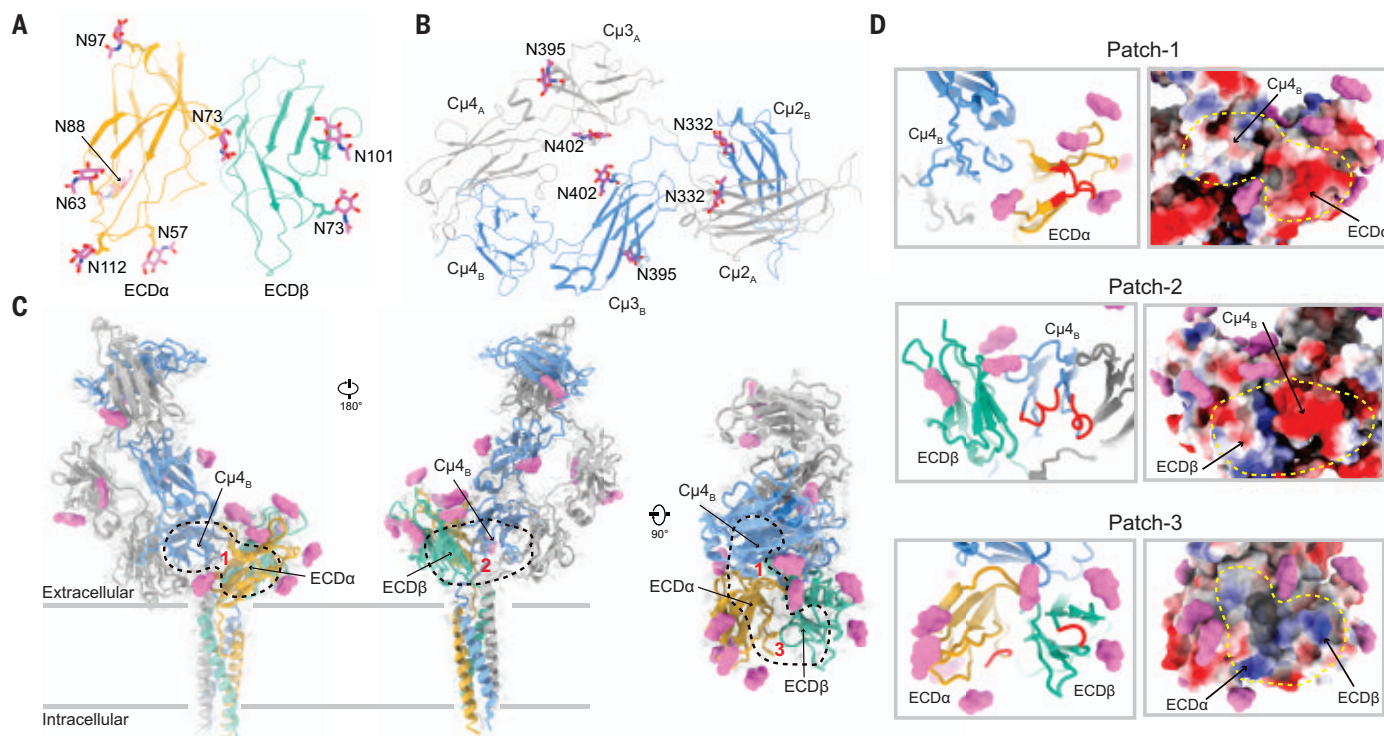 A
N97
N88
N73
N63
N101
N57
N73
N112
ECDα
ECDβ
B
Cμ3A
N395
Cμ4A
Cμ2B
N332
N402
N402
N332
Cμ4B
N395
Cμ2A
Cμ3B
C
180°
Cμ4B
Cμ4B
1
ECDα
ECDβ
2
Extracellular
Intracellular
90°
Cμ4B
1
ECDα
3
ECDβ
D
Patch-1
Cμ4B
ECDα
Cμ4B
ECDα
Patch-2
Cμ4B
ECDβ
Cμ4B
ECDβ
Patch-3
ECDα
ECDβ
ECDα
ECDβ